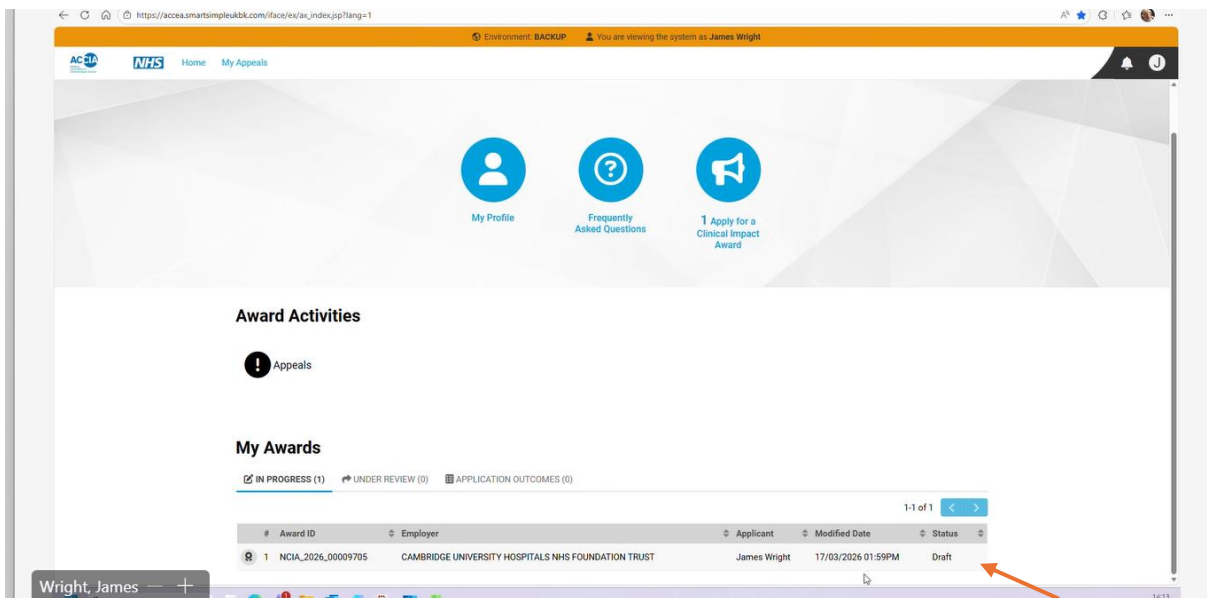 https://accea.smartsimpleukbk.com/iface/ex/ax_index.jsp?lang=1
Environment: BACKUP You are viewing the system as James Wright
ACCIA NHS Home My Appeals J
My Profile
Frequently
Asked Questions
1 Apply for a
Clinical Impact
Award
Award Activities
! Appeals
My Awards
IN PROGRESS (1) UNDER REVIEW (0) APPLICATION OUTCOMES (0)
1-1 of 1 < >
# Award ID Employer Applicant Modified Date Status
1 NCIA_2026_00009705 CAMBRIDGE UNIVERSITY HOSPITALS NHS FOUNDATION TRUST James Wright 17/03/2026 01:59PM Draft
Wright, James — +
14:13